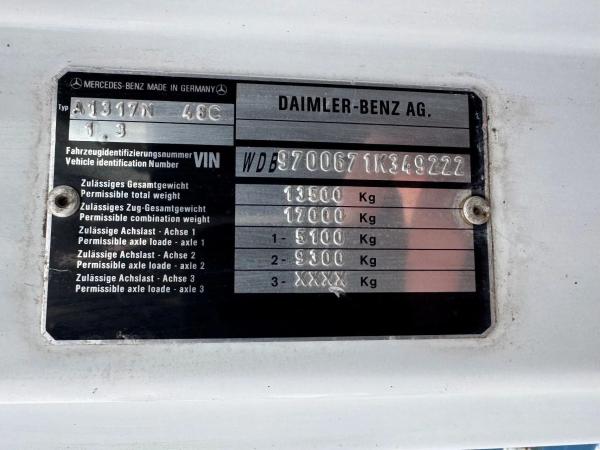 MERCEDES-BENZ MADE IN GERMANY
Typ A1317N 48C
1.3
DAIMLER-BENZ AG.
Fahrzeugidentifizierungsnummer
Vehicle identification Number VIN WDB9700671K349222
Zulässiges Gesamtgewicht
Permissible total weight 13500 Kg
Zulässiges Zug-Gesamtgewicht
Permissible combination weight 17000 Kg
Zulässige Achslast - Achse 1
Permissible axle loade - axle 1 1- 5100 Kg
Zulässige Achslast - Achse 2
Permissible axle loade - axle 2 2- 9300 Kg
Zulässige Achslast - Achse 3
Permissible axle loade - axle 3 3- XXXX Kg